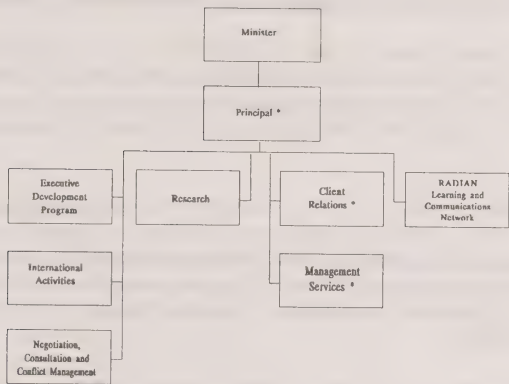 Minister
Principal *
Executive
Development
Program
Research
Client
Relations *
RADIAN
Learning and
Communications
Network
International
Activities
Management
Services *
Negotiation,
Consultation and
Conflict Management